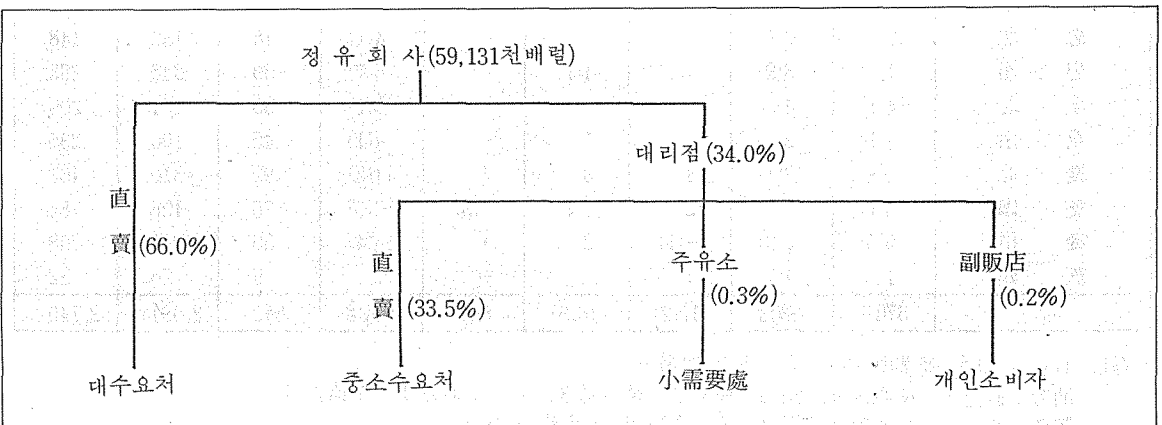 정 유 회 사(59,131천배럴)
대리점(34.0%)
直
賣(66.0%)
直
賣(33.5%)
주유소
(0.3%)
副販店
(0.2%)
대수요처
중소수요처
小需要處
개인소비자